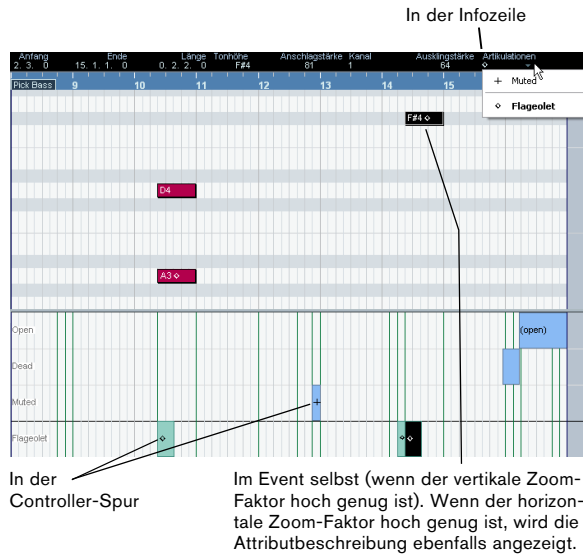 In der Infozeile
Anfang Ende Länge Tonhöhe Anschlagstärke Kanal Ausklingstärke Artikulationen
2. 3. 0 15. 1. 1. 0 0. 2. 2. 0 F#4 81 1 64
Pick Bass 9 10 11 12 13 14 15
+ Muted
Flageolet
F#4
D4
A3
Open (open)
Dead
Muted +
Flageolet
In der
Controller-Spur
Im Event selbst (wenn der vertikale Zoom-
Faktor hoch genug ist). Wenn der horizon-
tale Zoom-Faktor hoch genug ist, wird die
Attributbeschreibung ebenfalls angezeigt.